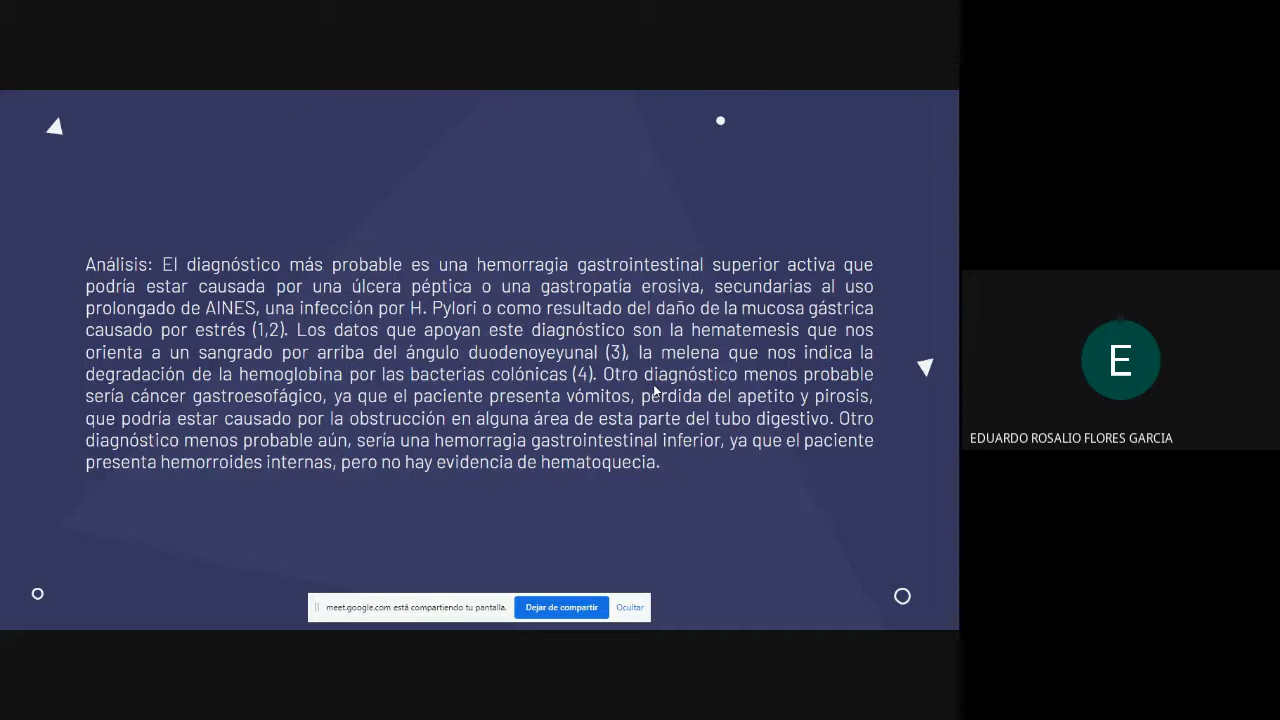 Análisis: El diagnóstico más probable es una hemorragia gastrointestinal superior activa que
podría estar causada por una úlcera péptica o una gastropatía erosiva, secundarias al uso
prolongado de AINES, una infección por H. Pylori o como resultado del daño de la mucosa gástrica
causado por estrés (1,2). Los datos que apoyan este diagnóstico son la hematemesis que nos
orienta a un sangrado por arriba del ángulo duodenoyeyunal (3), la melena que nos indica la
degradación de la hemoglobina por las bacterias colónicas (4). Otro diagnóstico menos probable
sería cáncer gastroesofágico, ya que el paciente presenta vómitos, pérdida del apetito y pirosis,
que podría estar causado por la obstrucción en alguna área de esta parte del tubo digestivo. Otro
diagnóstico menos probable aún, sería una hemorragia gastrointestinal inferior, ya que el paciente
presenta hemorroides internas, pero no hay evidencia de hematoquecia.
meet.google.com está compartiendo tu pantalla. Dejar de compartir Ocultar
E
EDUARDO ROSALIO FLORES GARCIA